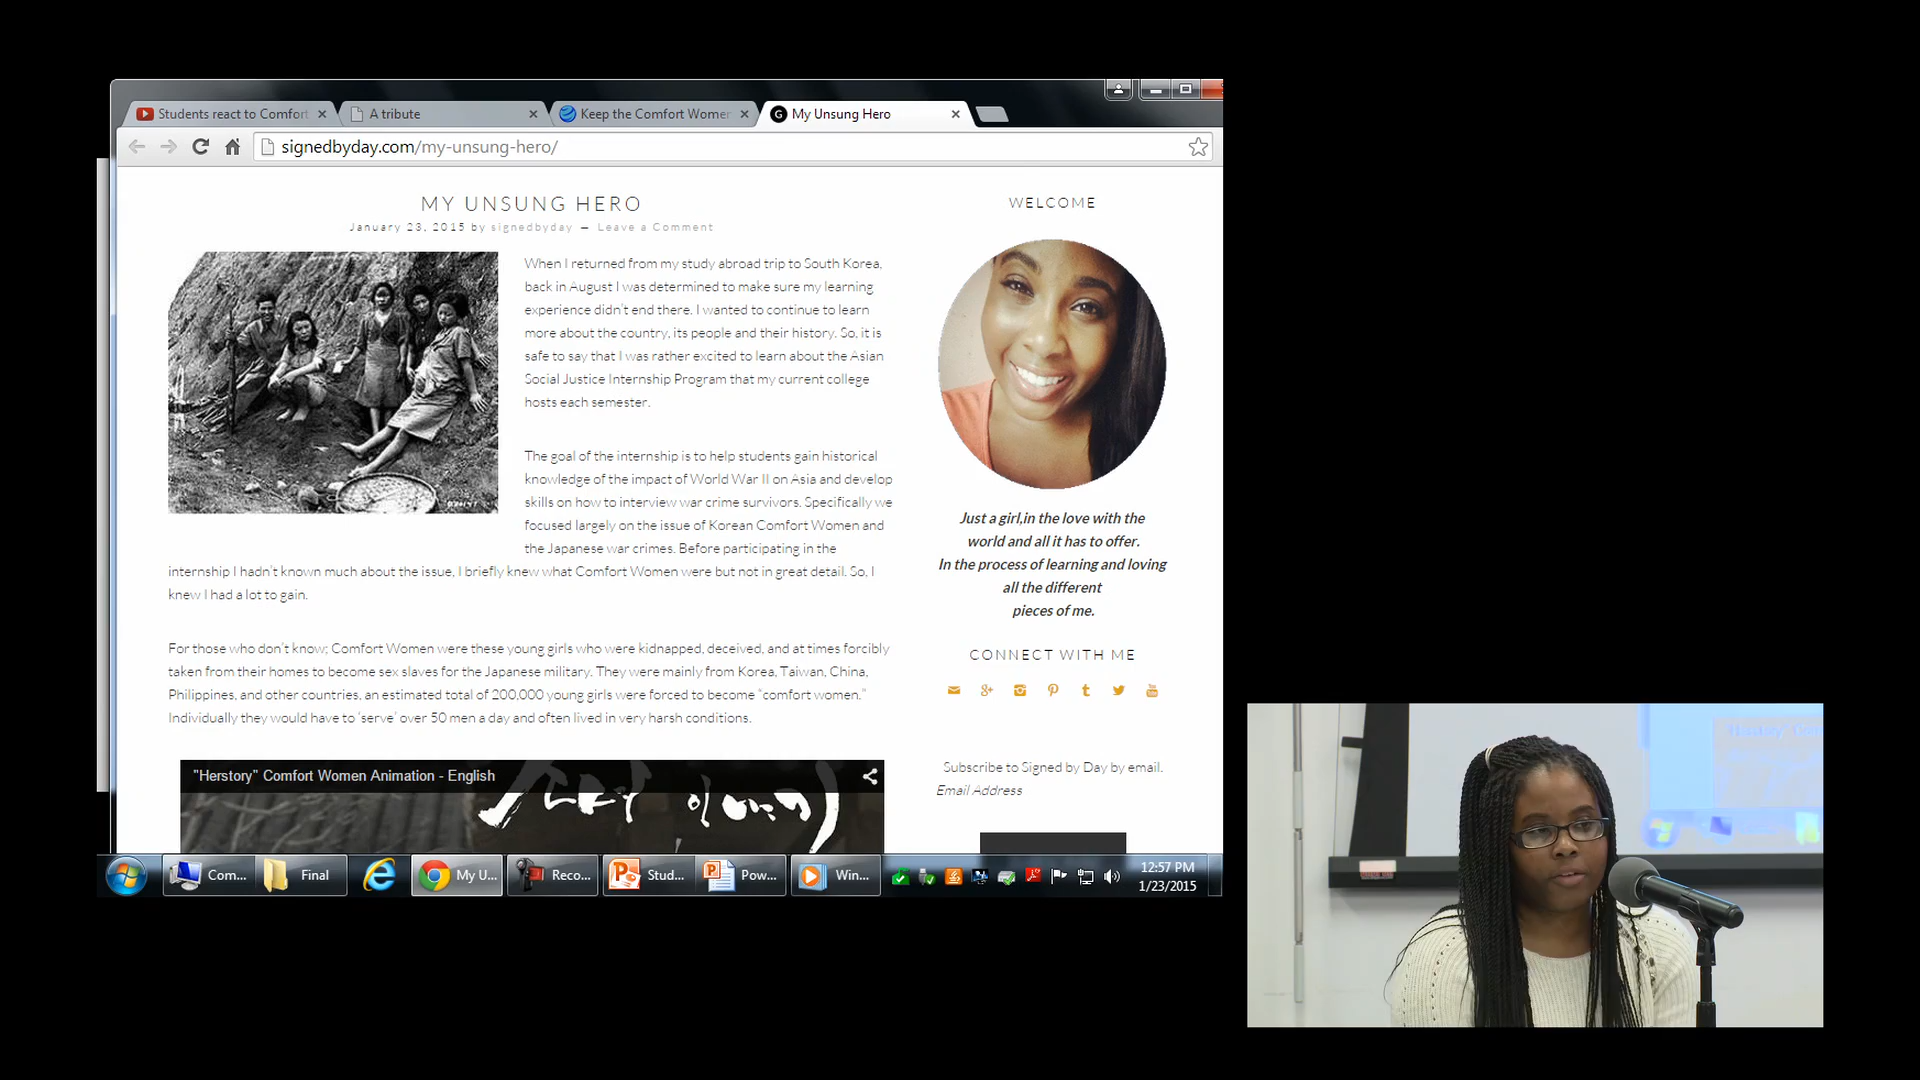 Students react to Comfort
A tribute
Keep the Comfort Women
My Unsung Hero
signedbyday.com/my-unsung-hero/
MY UNSUNG HERO
January 23, 2015 by signedbyday — Leave a Comment
When I returned from my study abroad trip to South Korea,
back in August I was determined to make sure my learning
experience didn't end there. I wanted to continue to learn
more about the country, its people and their history. So, it is
safe to say that I was rather excited to learn about the Asian
Social Justice Internship Program that my current college
hosts each semester.
The goal of the internship is to help students gain historical
knowledge of the impact of World War II on Asia and develop
skills on how to interview war crime survivors. Specifically we
focused largely on the issue of Korean Comfort Women and
the Japanese war crimes. Before participating in the
internship I hadn't known much about the issue, I briefly knew what Comfort Women were but not in great detail. So, I
knew I had a lot to gain.
For those who don't know; Comfort Women were these young girls who were kidnapped, deceived, and at times forcibly
taken from their homes to become sex slaves for the Japanese military. They were mainly from Korea, Taiwan, China,
Philippines, and other countries, an estimated total of 200,000 young girls were forced to become "comfort women."
Individually they would have to 'serve' over 50 men a day and often lived in very harsh conditions.
"Herstory" Comfort Women Animation - English
소녀 이야기
WELCOME
Just a girl,in the love with the
world and all it has to offer.
In the process of learning and loving
all the different
pieces of me.
CONNECT WITH ME
Subscribe to Signed by Day by email.
Email Address
Com...
Final
My U...
Reco...
Stud...
Pow...
Win...
12:57 PM
1/23/2015